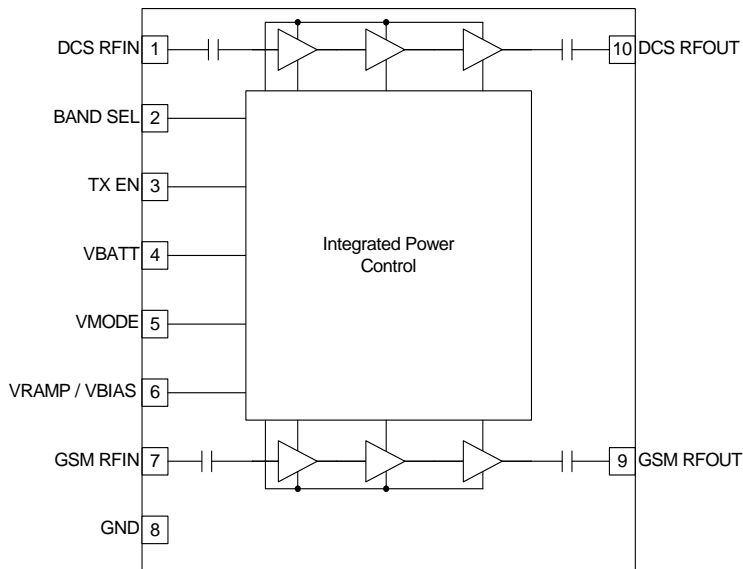 DCS RFIN 1
10 DCS RFOUT
BAND SEL 2
TX EN 3
VBATT 4
Integrated Power
Control
VMODE 5
VRAMP / VBIAS 6
GSM RFIN 7
9 GSM RFOUT
GND 8